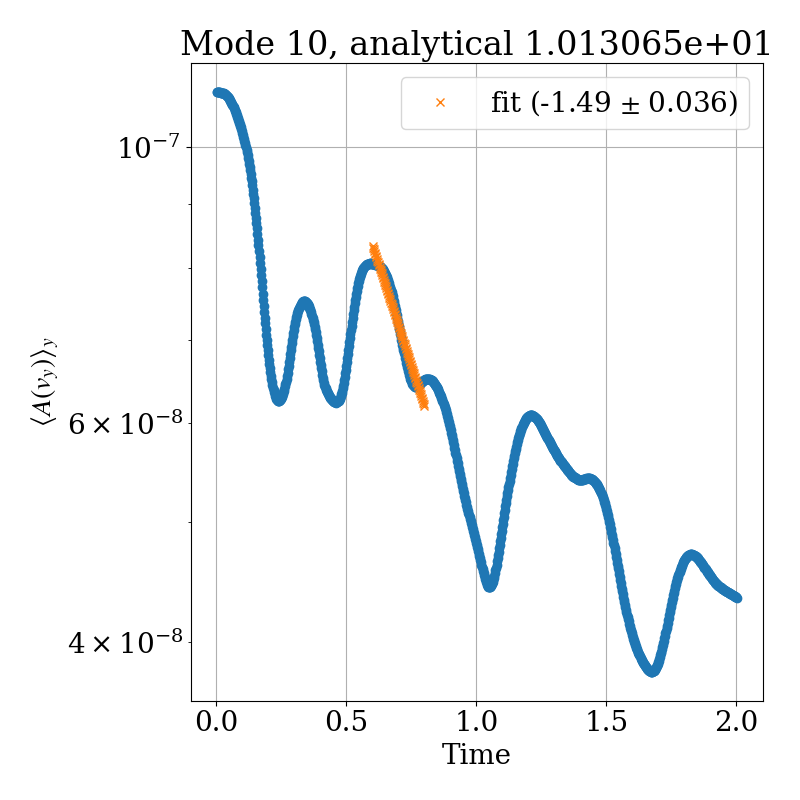 Mode 10, analytical 1.013065e+01
fit (-1.49 ± 0.036)
10⁻⁷
6 × 10⁻⁸
4 × 10⁻⁸
⟨A(v_y)⟩_y
0.0 0.5 1.0 1.5 2.0
Time